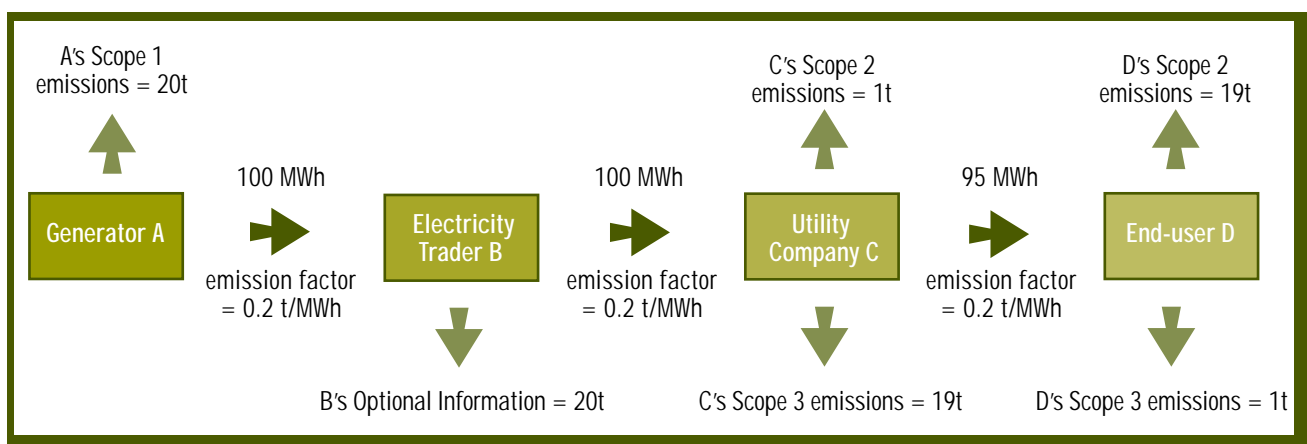 A's Scope 1
emissions = 20t
C's Scope 2
emissions = 1t
D's Scope 2
emissions = 19t
100 MWh
100 MWh
95 MWh
Generator A
Electricity
Trader B
Utility
Company C
End-user D
emission factor
= 0.2 t/MWh
emission factor
= 0.2 t/MWh
emission factor
= 0.2 t/MWh
B's Optional Information = 20t
C's Scope 3 emissions = 19t
D's Scope 3 emissions = 1t